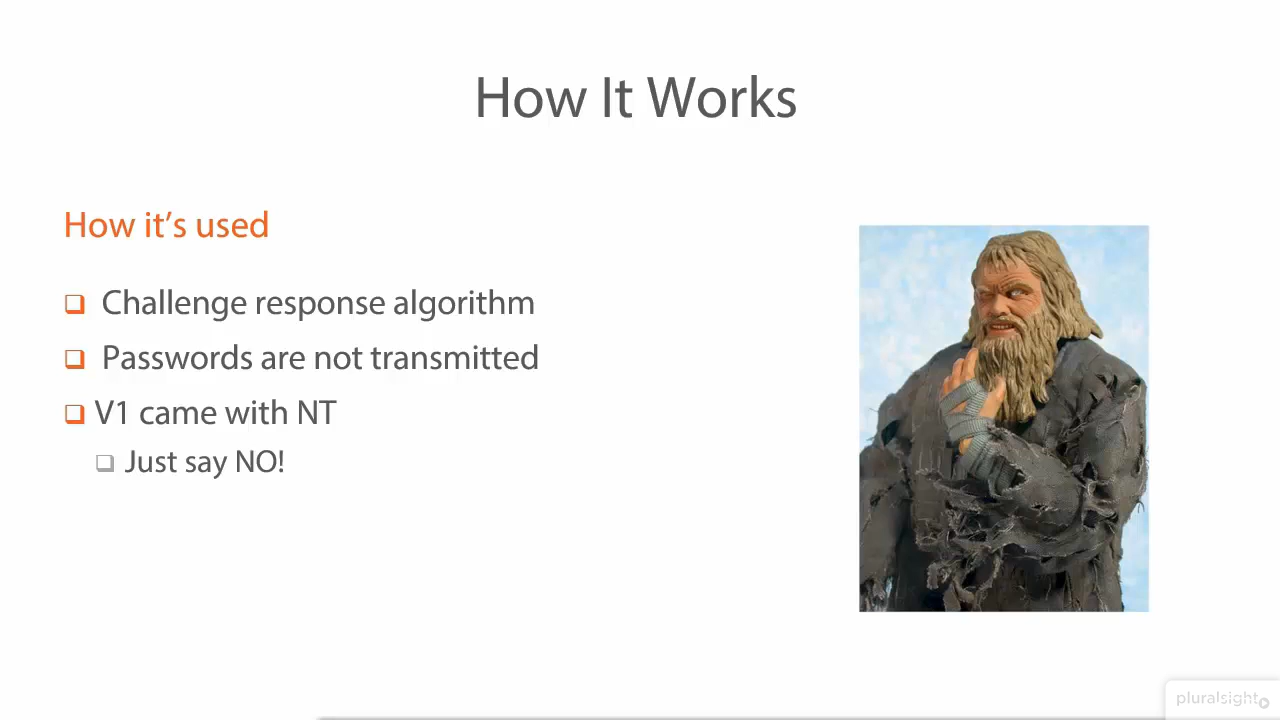 How It Works
How it’s used
Challenge response algorithm
Passwords are not transmitted
V1 came with NT
Just say NO!
pluralsight